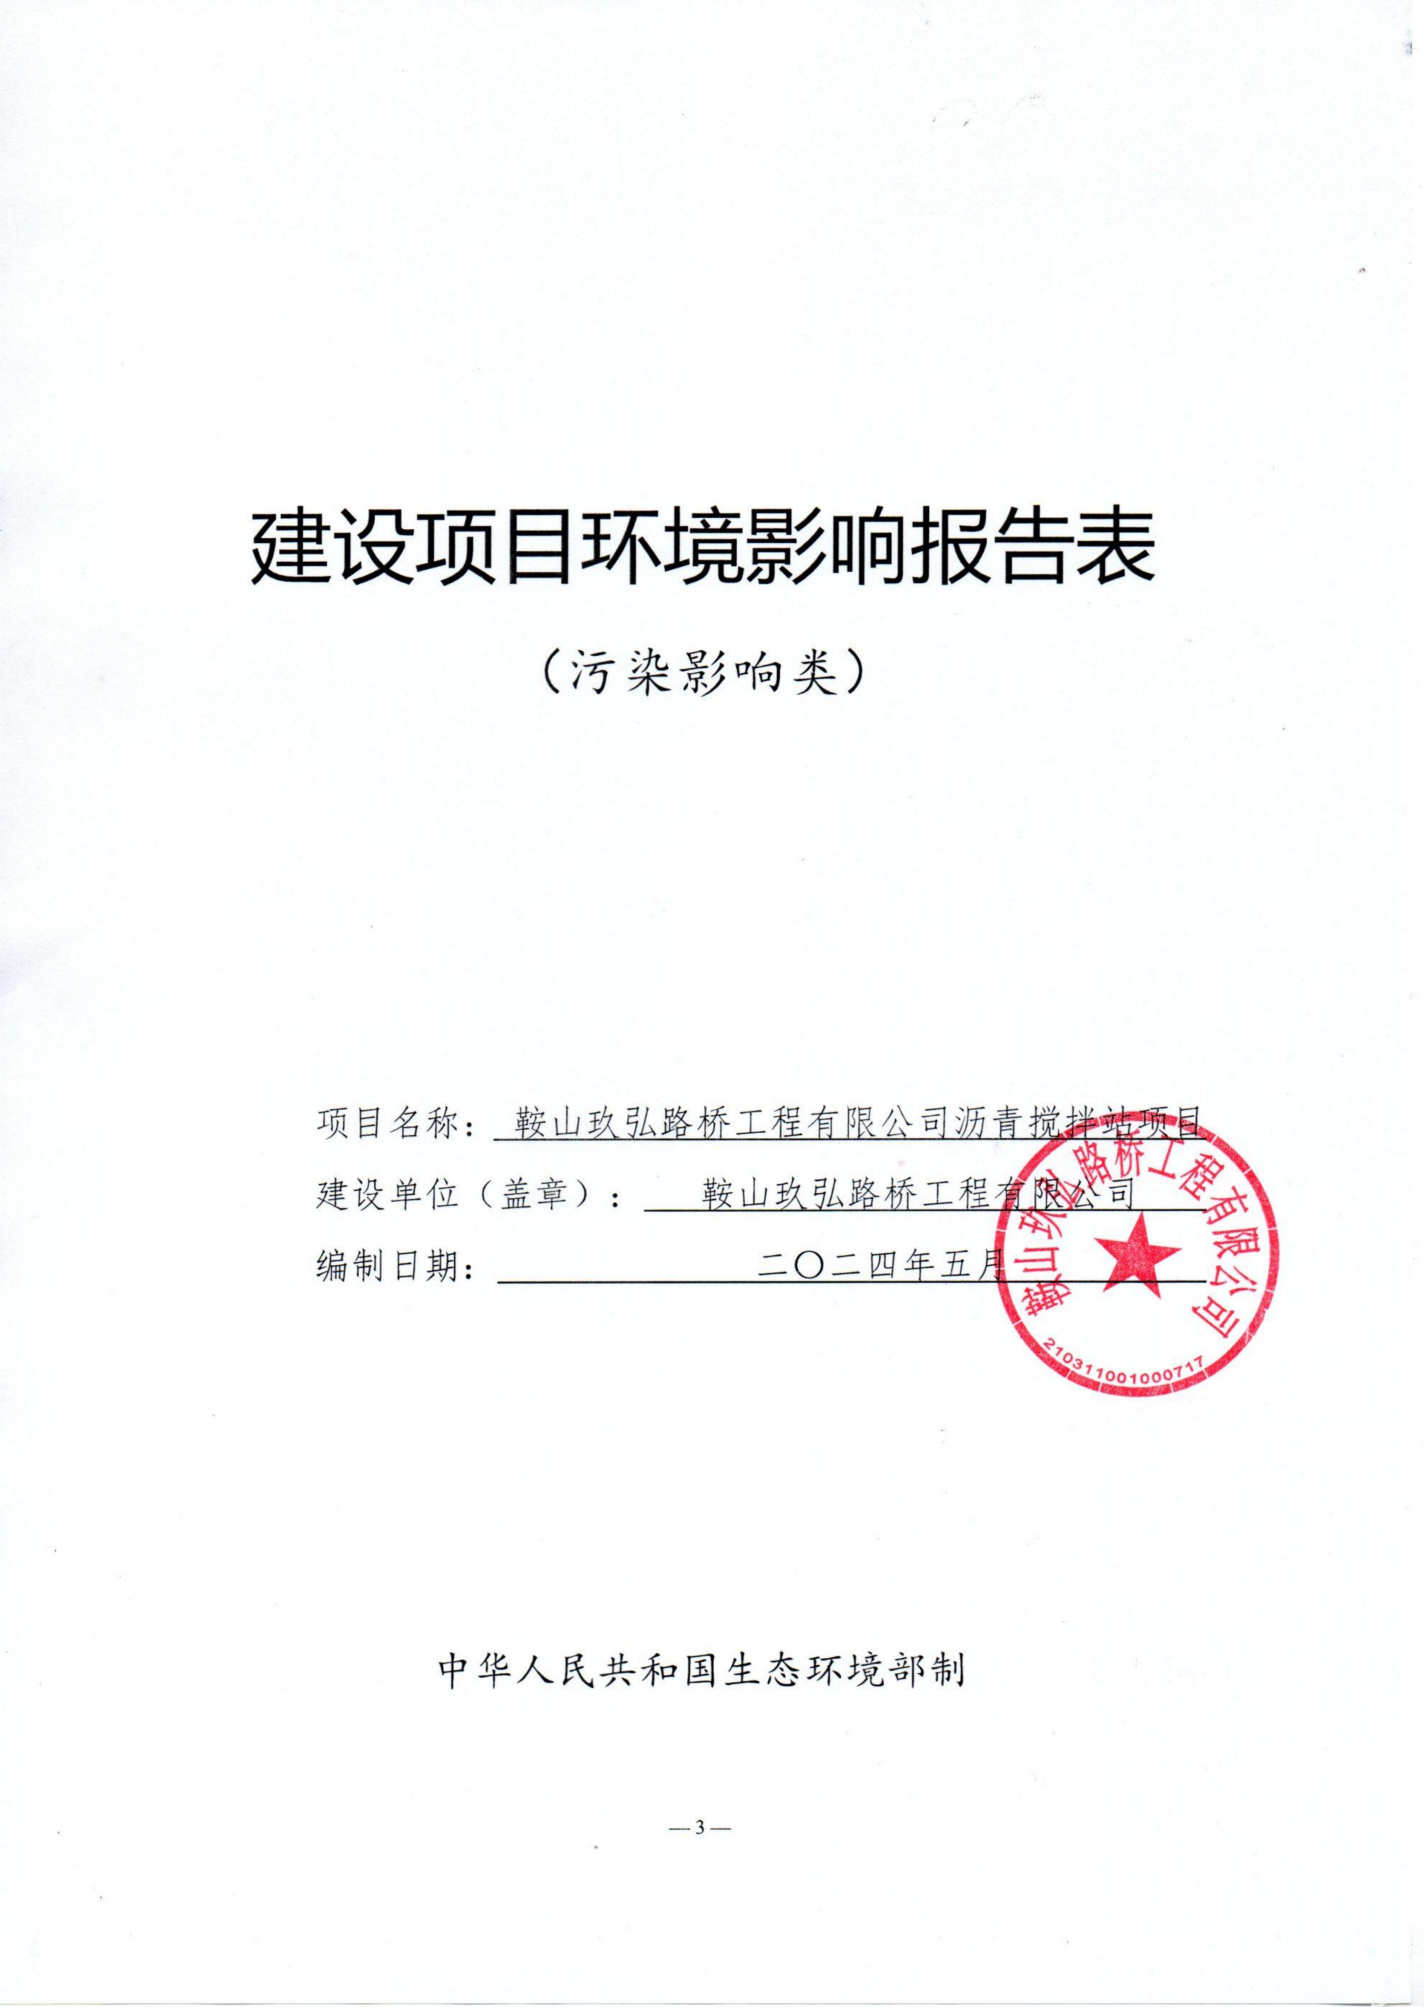 建设项目环境影响报告表
（污染影响类）
项目名称：鞍山玖弘路桥工程有限公司沥青搅拌站项目
建设单位（盖章）：鞍山玖弘路桥工程有限公司
编制日期：二〇二四年五月
鞍山玖弘路桥工程有限公司
210311001000717
中华人民共和国生态环境部制
—3—